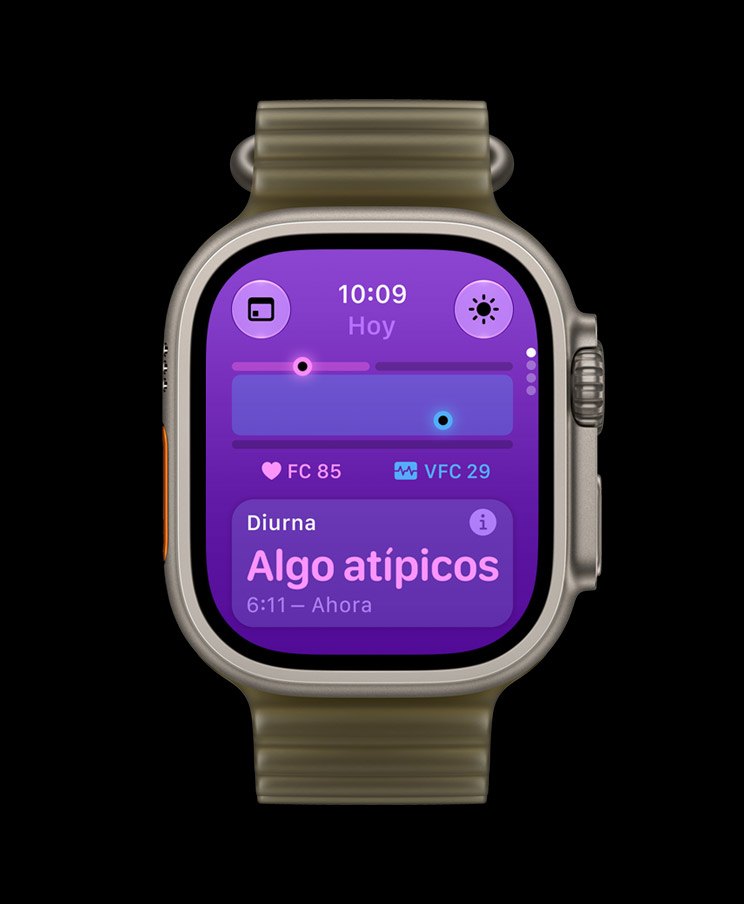 10:09
Hoy
FC 85 VFC 29
Diurna
Algo atípicos
6:11 – Ahora